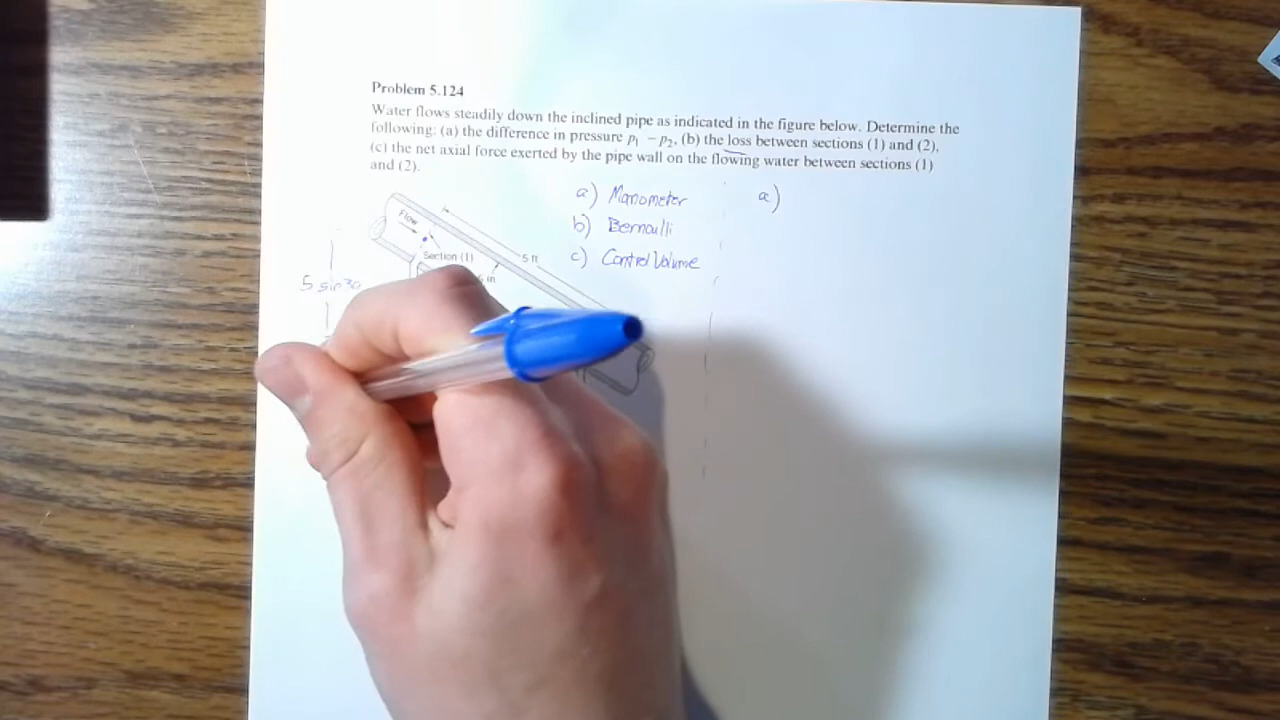 Problem 5.124
Water flows steadily down the inclined pipe as indicated in the figure below. Determine the
following: (a) the difference in pressure p₁ − p₂, (b) the loss between sections (1) and (2),
(c) the net axial force exerted by the pipe wall on the flowing water between sections (1)
and (2).
a) Manometer
a)
b) Bernoulli
c) Control Volume
Flow
Section (1)
5 ft
in
5 sin30